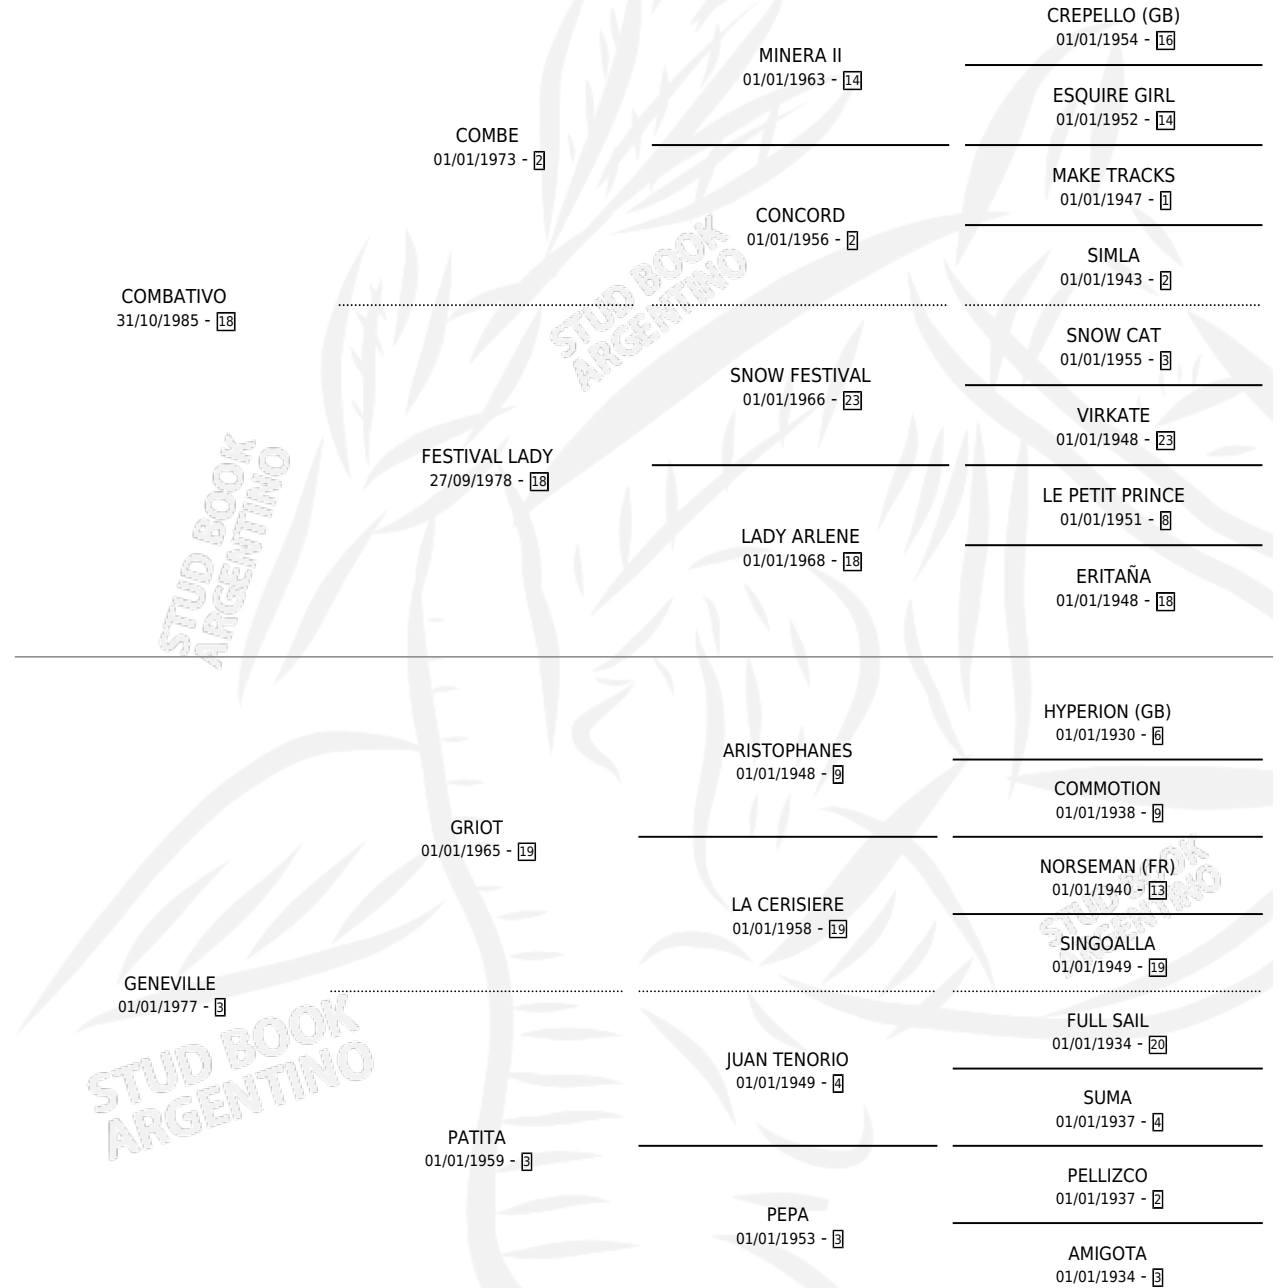 CREPELLO (GB)
01/01/1954 - 16
MINERA II
01/01/1963 - 14
ESQUIRE GIRL
01/01/1952 - 14
COMBE
01/01/1973 - 2
MAKE TRACKS
01/01/1947 - 1
CONCORD
01/01/1956 - 2
SIMLA
01/01/1943 - 2
COMBATIVO
31/10/1985 - 18
STUD BOOK
ARGENTINO
SNOW CAT
01/01/1955 - 3
SNOW FESTIVAL
01/01/1966 - 23
VIRKATE
01/01/1948 - 23
FESTIVAL LADY
27/09/1978 - 18
LE PETIT PRINCE
01/01/1951 - 8
LADY ARLENE
01/01/1968 - 18
ERITAÑA
01/01/1948 - 18
STUD BOOK
ARGENTINO
HYPERION (GB)
01/01/1930 - 6
ARISTOPHANES
01/01/1948 - 9
COMMOTION
01/01/1938 - 9
GRIOT
01/01/1965 - 19
NORSEMAN (FR)
01/01/1940 - 13
LA CERISIERE
01/01/1958 - 19
SINGOALLA
01/01/1949 - 19
STUD BOOK
ARGENTINO
GENEVILLE
01/01/1977 - 3
FULL SAIL
01/01/1934 - 20
JUAN TENORIO
01/01/1949 - 4
SUMA
01/01/1937 - 4
STUD BOOK
ARGENTINO
PATITA
01/01/1959 - 3
PELLIZCO
01/01/1937 - 2
PEPA
01/01/1953 - 3
AMIGOTA
01/01/1934 - 3